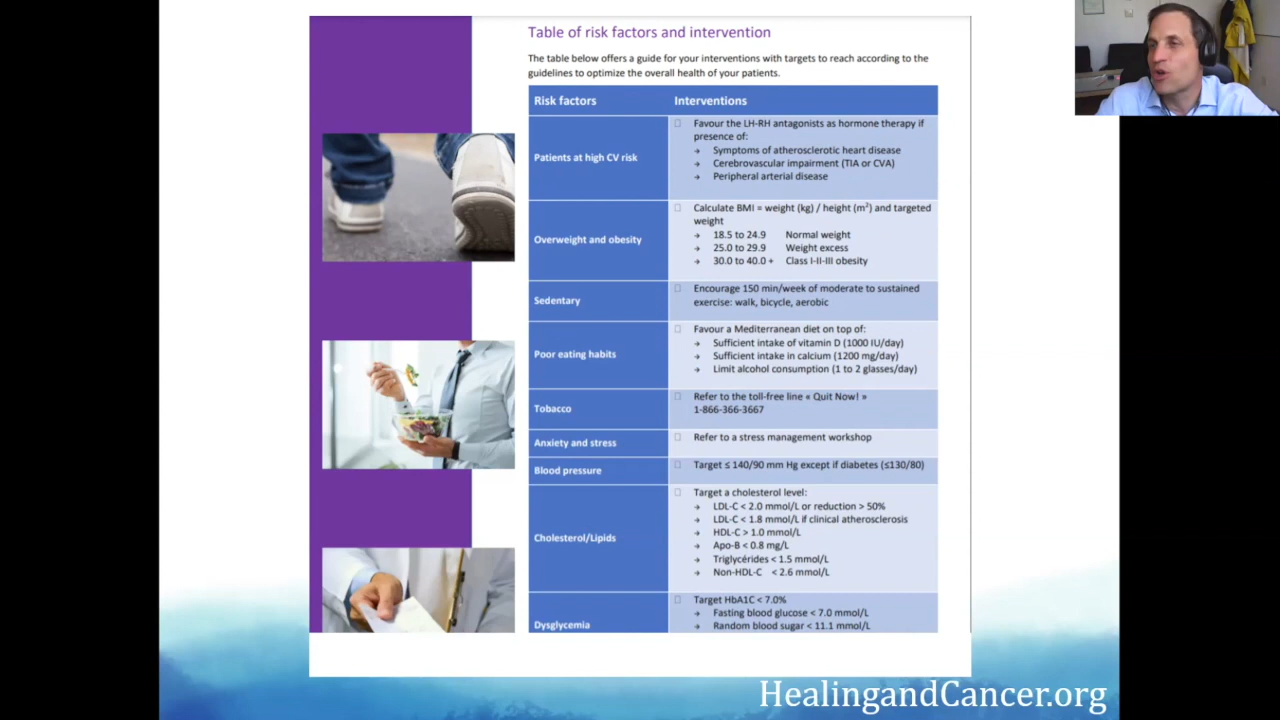 Table of risk factors and intervention
The table below offers a guide for your interventions with targets to reach according to the
guidelines to optimize the overall health of your patients.
Risk factors Interventions
Patients at high CV risk
Favour the LH-RH antagonists as hormone therapy if
presence of:
→ Symptoms of atherosclerotic heart disease
→ Cerebrovascular impairment (TIA or CVA)
→ Peripheral arterial disease
Overweight and obesity
Calculate BMI = weight (kg) / height (m²) and targeted
weight
→ 18.5 to 24.9 Normal weight
→ 25.0 to 29.9 Weight excess
→ 30.0 to 40.0 + Class I-II-III obesity
Sedentary
Encourage 150 min/week of moderate to sustained
exercise: walk, bicycle, aerobic
Poor eating habits
Favour a Mediterranean diet on top of:
→ Sufficient intake of vitamin D (1000 IU/day)
→ Sufficient intake in calcium (1200 mg/day)
→ Limit alcohol consumption (1 to 2 glasses/day)
Tobacco
Refer to the toll-free line « Quit Now! »
1-866-366-3667
Anxiety and stress
Refer to a stress management workshop
Blood pressure
Target ≤ 140/90 mm Hg except if diabetes (≤130/80)
Cholesterol/Lipids
Target a cholesterol level:
→ LDL-C < 2.0 mmol/L or reduction > 50%
→ LDL-C < 1.8 mmol/L if clinical atherosclerosis
→ HDL-C > 1.0 mmol/L
→ Apo-B < 0.8 mg/L
→ Triglycérides < 1.5 mmol/L
→ Non-HDL-C < 2.6 mmol/L
Dysglycemia
Target HbA1C < 7.0%
→ Fasting blood glucose < 7.0 mmol/L
→ Random blood sugar < 11.1 mmol/L
HealingandCancer.org